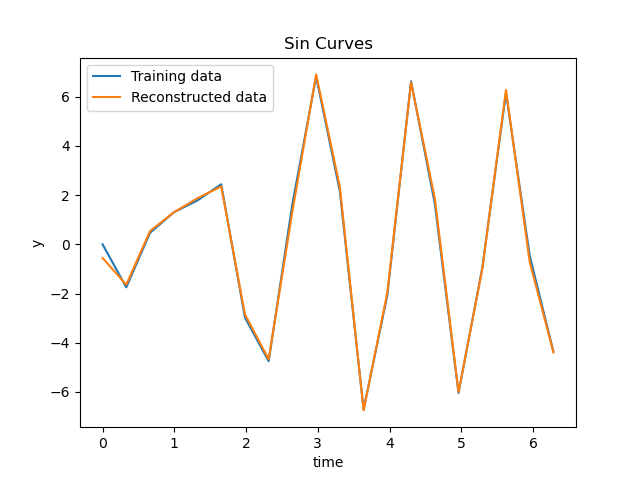 Sin Curves
Training data
Reconstructed data
6
4
2
0
−2
−4
−6
y
0 1 2 3 4 5 6
time